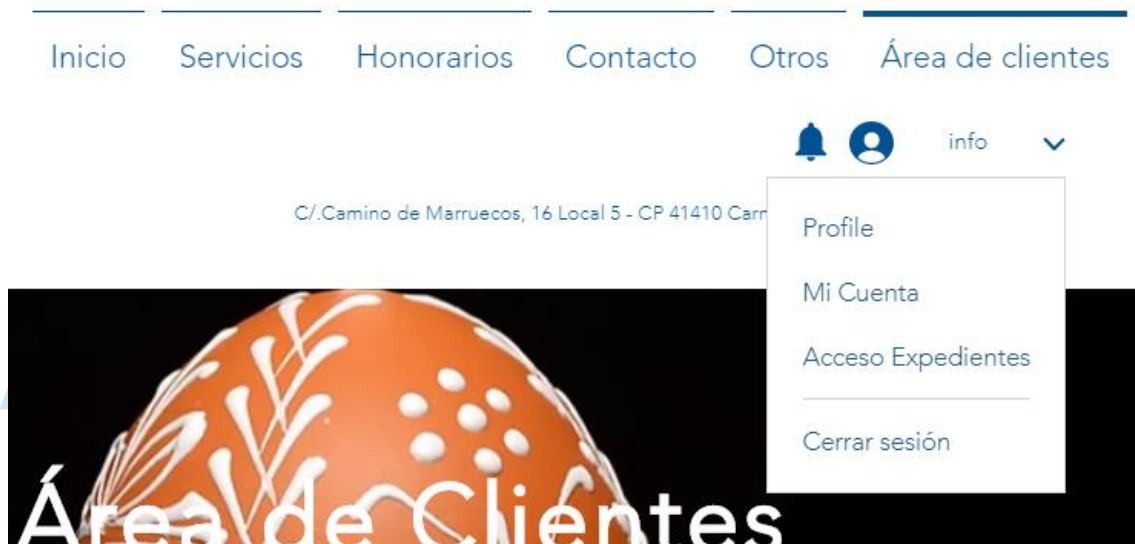 Inicio Servicios Honorarios Contacto Otros Área de clientes
info
C/.Camino de Marruecos, 16 Local 5 - CP 41410
Profile
Mi Cuenta
Acceso Expedientes
Cerrar sesión
Área de Clientes